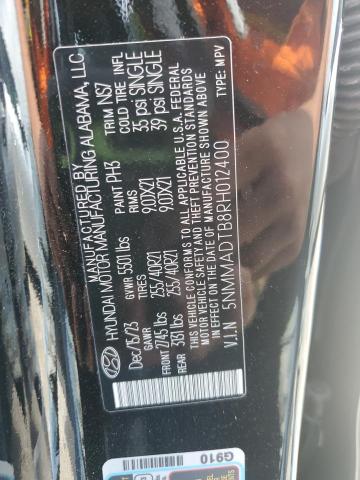 MANUFACTURED BY
HYUNDAI MOTOR MANUFACTURING ALABAMA, LLC.
Dec/15/23 GVWR 5501 lbs PAINT PH3 TRIM NS7
GAWR TIRES COLD TIRE INFL
FRONT 2745 lbs 255/40R21 9.0JX21 35 psi SINGLE
REAR 3131 lbs 255/40R21 9.0JX21 39 psi SINGLE
THIS VEHICLE CONFORMS TO ALL APPLICABLE U.S.A. FEDERAL
MOTOR VEHICLE SAFETY AND THEFT PREVENTION STANDARDS
IN EFFECT ON THE DATE OF MANUFACTURE SHOWN ABOVE
V.I.N 5NMMADTB8RH012400 TYPE: MPV
G910